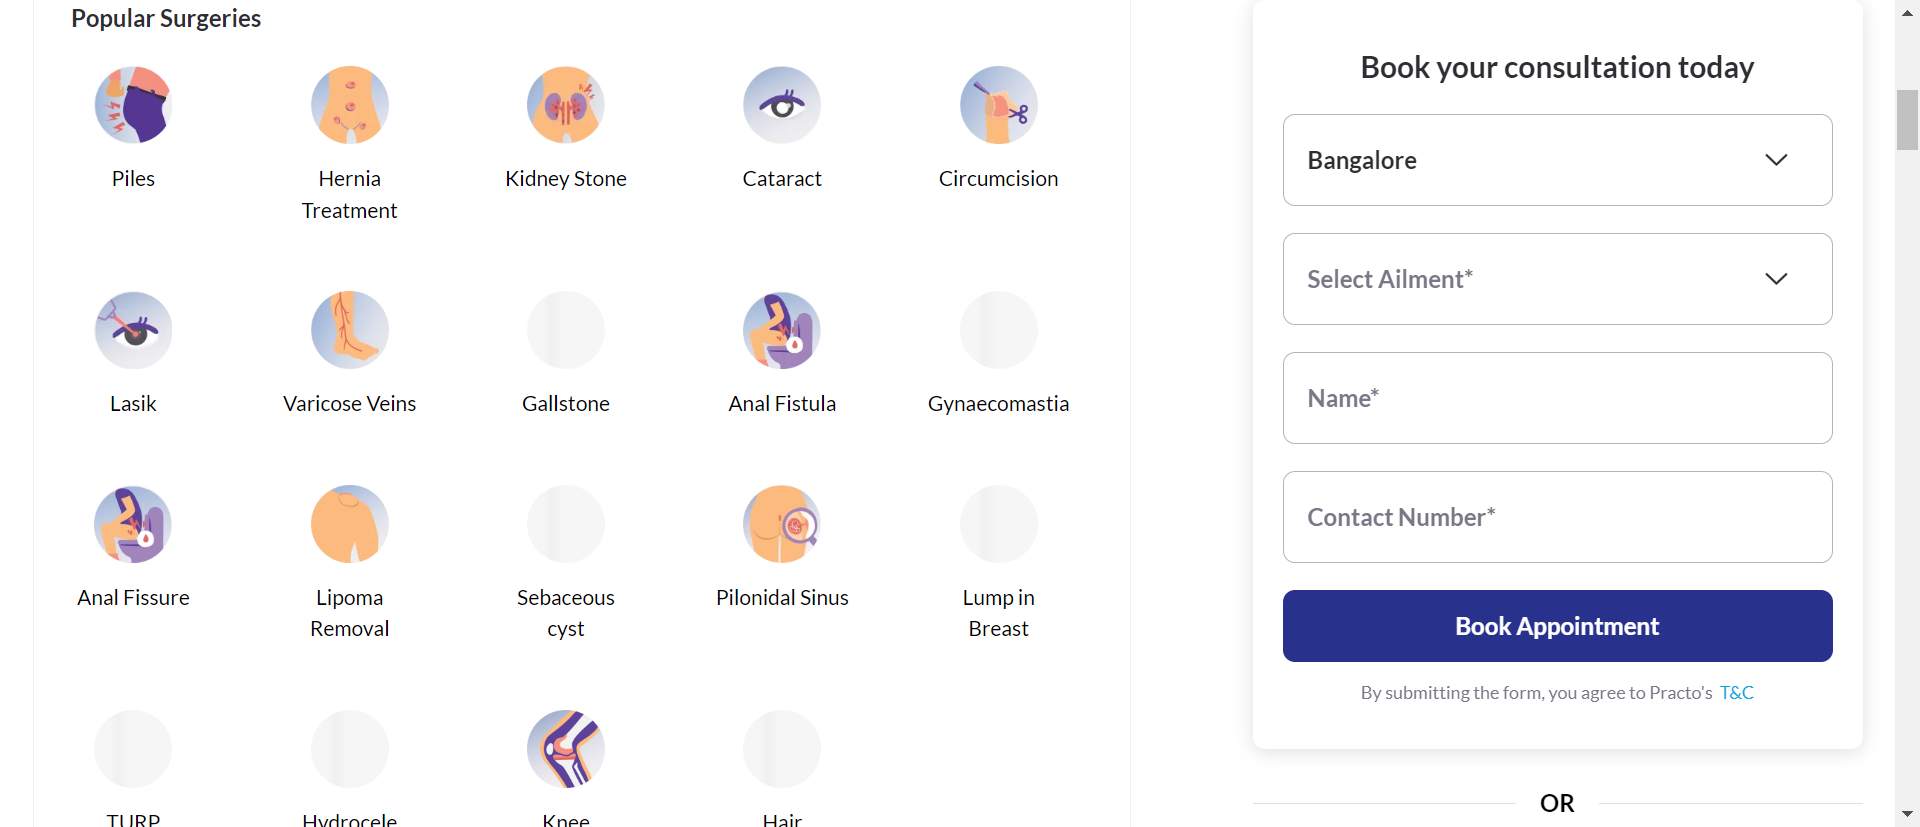 Popular Surgeries
Piles
Hernia
Treatment
Kidney Stone
Cataract
Circumcision
Lasik
Varicose Veins
Gallstone
Anal Fistula
Gynaecomastia
Anal Fissure
Lipoma
Removal
Sebaceous
cyst
Pilonidal Sinus
Lump in
Breast
TURP
Hydrocele
Knee
Hair
Book your consultation today
Bangalore
Select Ailment*
Name*
Contact Number*
Book Appointment
By submitting the form, you agree to Practo's T&C
OR